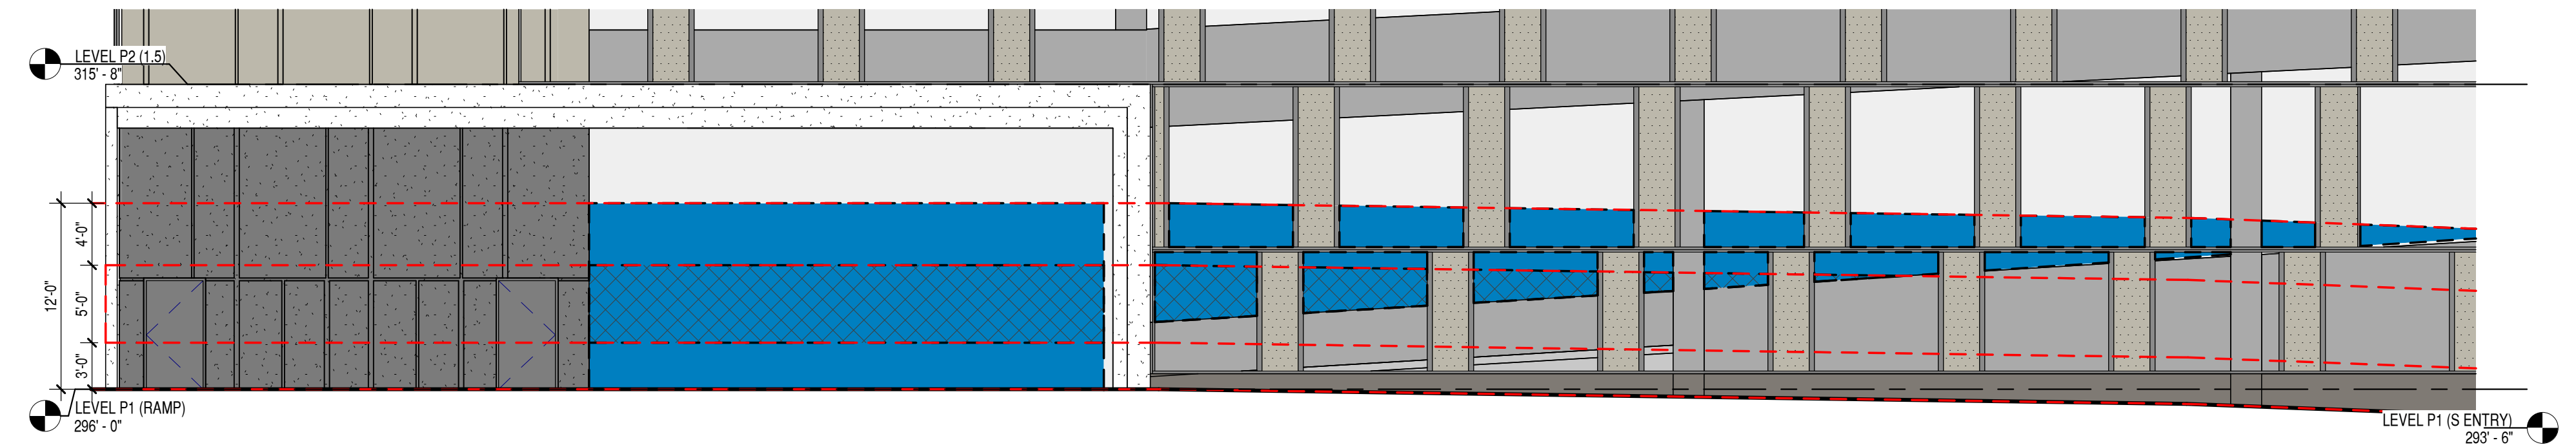 LEVEL P2 (1.5)
315' - 8"
4'-0"
12'-0"
5'-0"
3'-0"
LEVEL P1 (RAMP)
296' - 0"
LEVEL P1 (S ENTRY)
293' - 6"